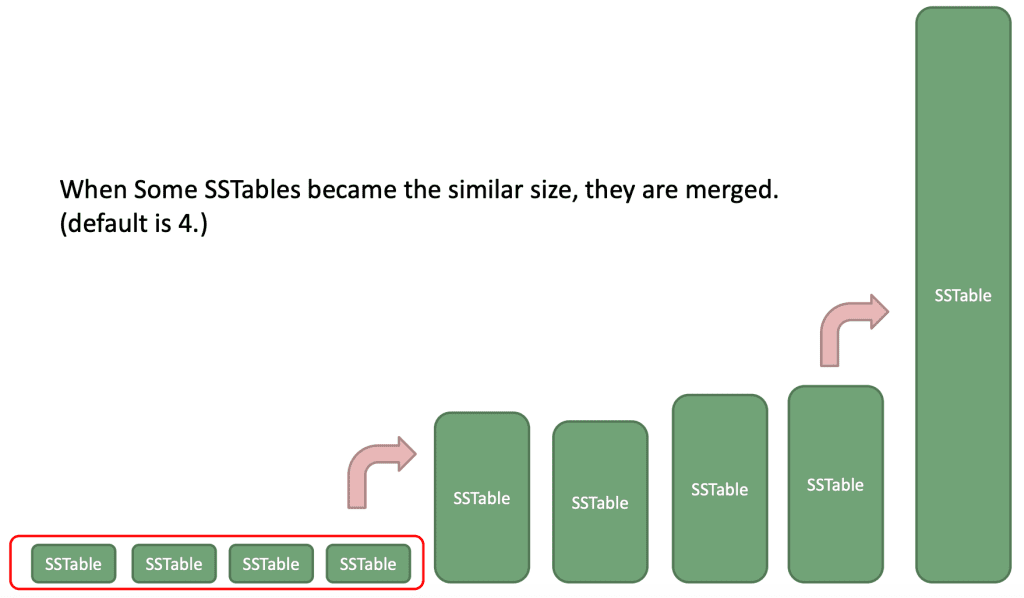 When Some SSTables became the similar size, they are merged.
(default is 4.)
SSTable
SSTable
SSTable
SSTable
SSTable
SSTable
SSTable
SSTable
SSTable